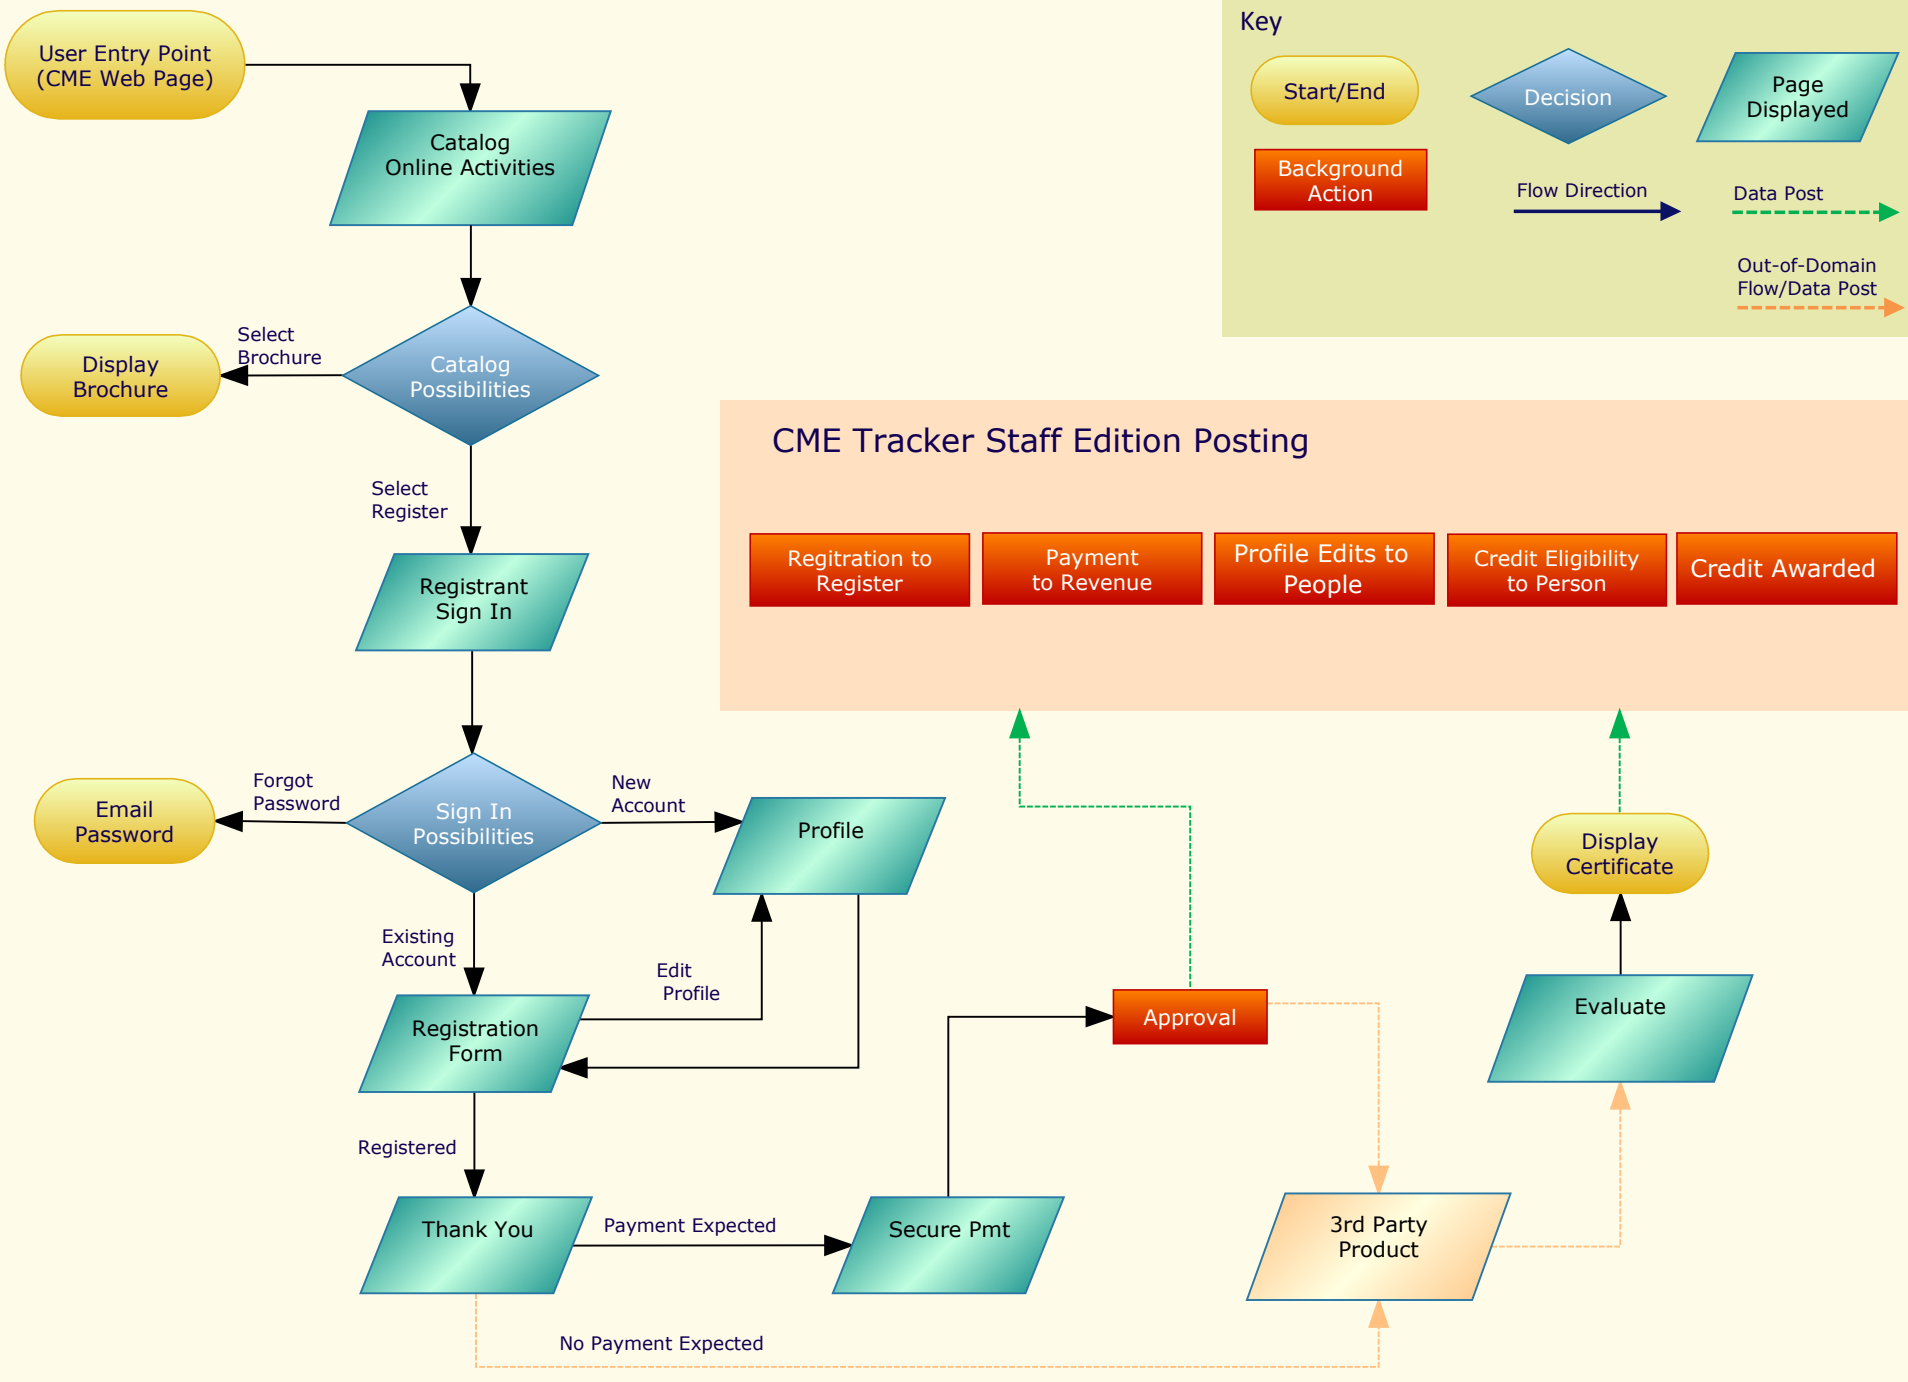 User Entry Point
(CME Web Page)
Catalog
Online Activities
Select
Brochure
Display
Brochure
Catalog
Possibilities
Select
Register
Registrant
Sign In
Forgot
Password
Email
Password
Sign In
Possibilities
New
Account
Profile
Existing
Account
Edit
Profile
Registration
Form
Registered
Thank You
Payment Expected
Secure Pmt
No Payment Expected
Approval
3rd Party
Product
Evaluate
Display
Certificate
Key
Start/End
Decision
Page
Displayed
Background
Action
Flow Direction
Data Post
Out-of-Domain
Flow/Data Post
CME Tracker Staff Edition Posting
Regitration to
Register
Payment
to Revenue
Profile Edits to
People
Credit Eligibility
to Person
Credit Awarded